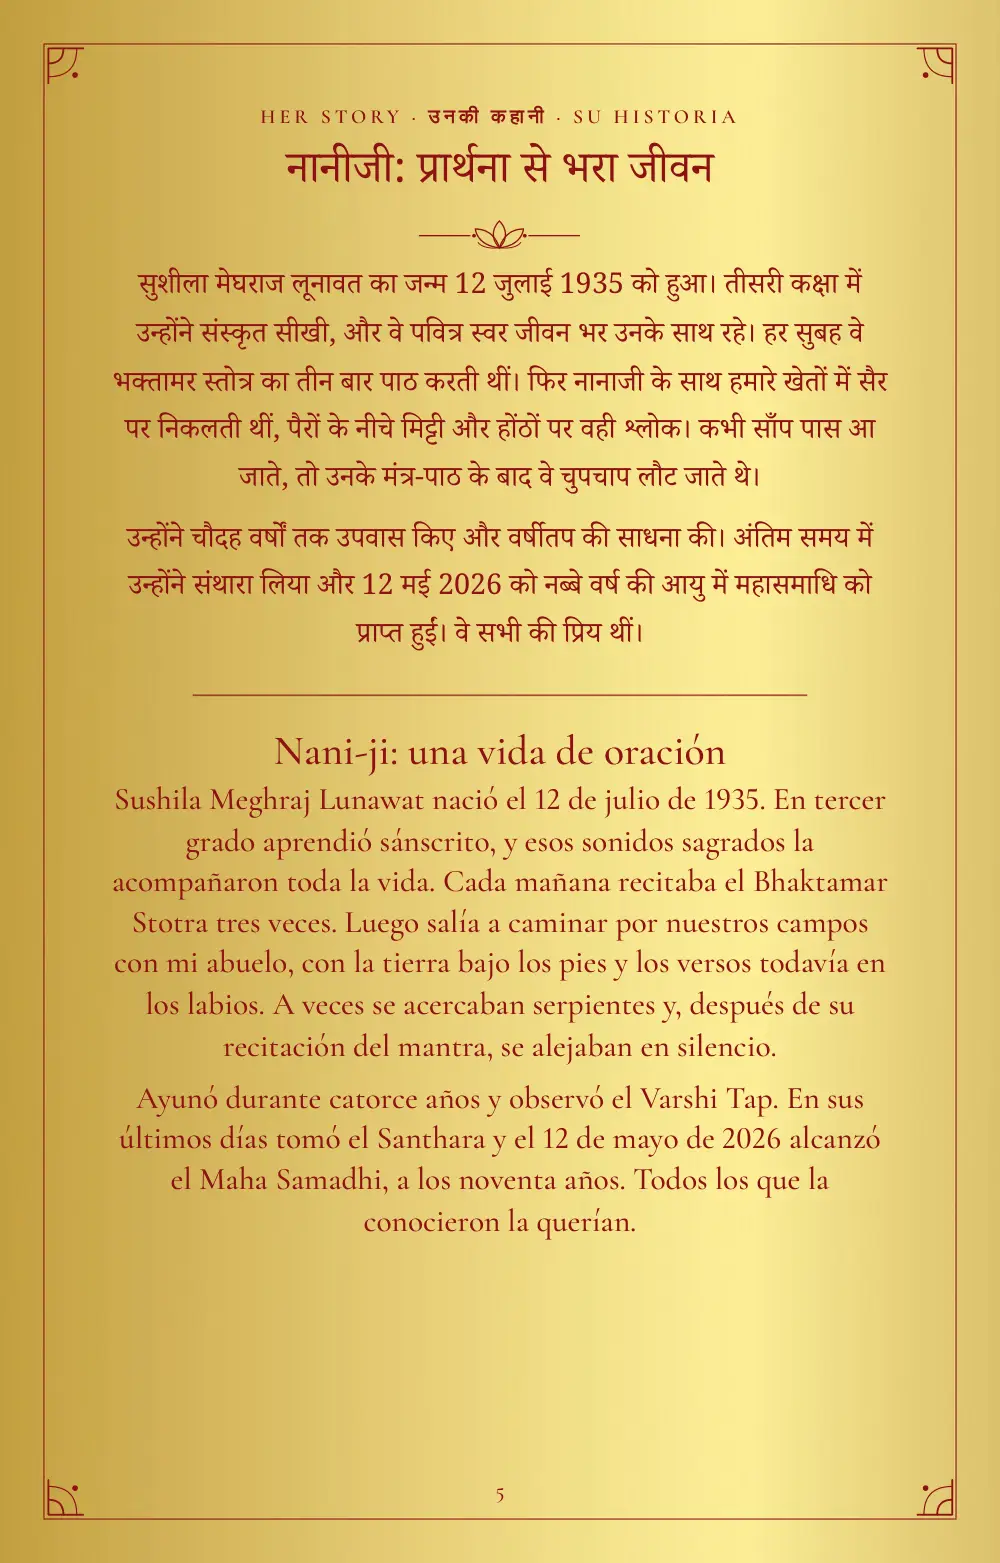 HER STORY · उनकी कहानी · SU HISTORIA
नानीजी: प्रार्थना से भरा जीवन
सुशीला मेघराज लूनावत का जन्म 12 जुलाई 1935 को हुआ। तीसरी कक्षा में
उन्होंने संस्कृत सीखी, और वे पवित्र स्वर जीवन भर उनके साथ रहे। हर सुबह वे
भक्तामर स्तोत्र का तीन बार पाठ करती थीं। फिर नानाजी के साथ हमारे खेतों में सैर
पर निकलती थीं, पैरों के नीचे मिट्टी और होंठों पर वही श्लोक। कभी साँप पास आ
जाते, तो उनके मंत्र-पाठ के बाद वे चुपचाप लौट जाते थे।
उन्होंने चौदह वर्षों तक उपवास किए और वर्षीतप की साधना की। अंतिम समय में
उन्होंने संथारा लिया और 12 मई 2026 को नब्बे वर्ष की आयु में महासमाधि को
प्राप्त हुईं। वे सभी की प्रिय थीं।
Nani-ji: una vida de oración
Sushila Meghraj Lunawat nació el 12 de julio de 1935. En tercer
grado aprendió sánscrito, y esos sonidos sagrados la
acompañaron toda la vida. Cada mañana recitaba el Bhaktamar
Stotra tres veces. Luego salía a caminar por nuestros campos
con mi abuelo, con la tierra bajo los pies y los versos todavía en
los labios. A veces se acercaban serpientes y, después de su
recitación del mantra, se alejaban en silencio.
Ayunó durante catorce años y observó el Varshi Tap. En sus
últimos días tomó el Santhara y el 12 de mayo de 2026 alcanzó
el Maha Samadhi, a los noventa años. Todos los que la
conocieron la querían.
5